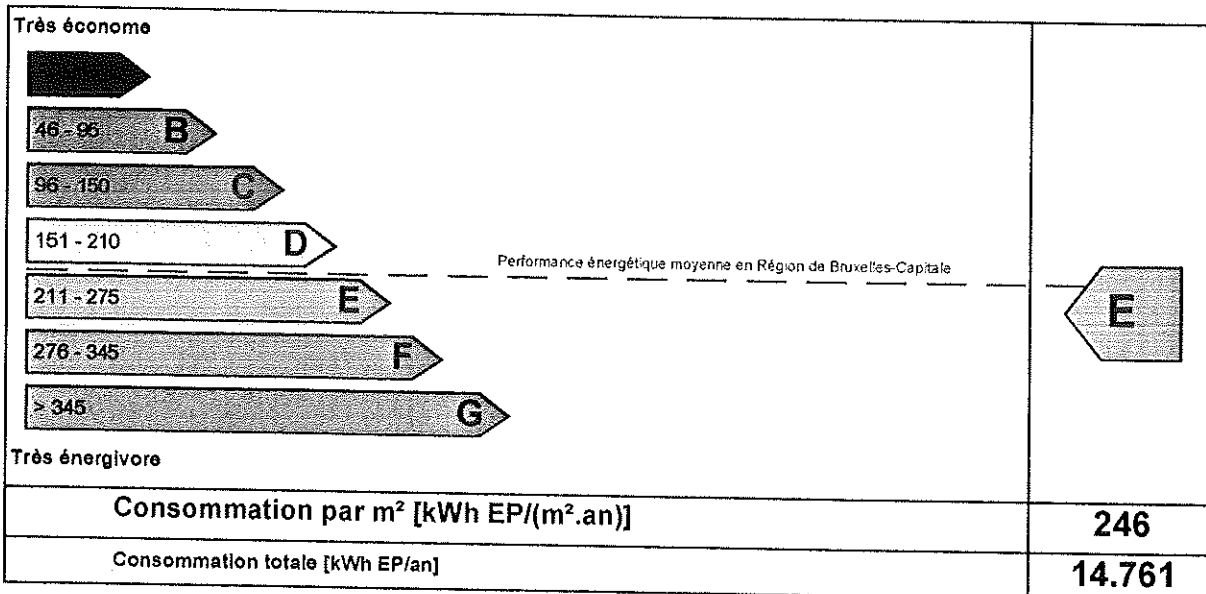 Très économe
46 - 95 B
96 - 150 C
151 - 210 D
Performance énergétique moyenne en Région de Bruxelles-Capitale
211 - 275 E
E
276 - 345 F
> 345 G
Très énergivore
Consommation par m² [kWh EP/(m².an)] 246
Consommation totale [kWh EP/an] 14.761